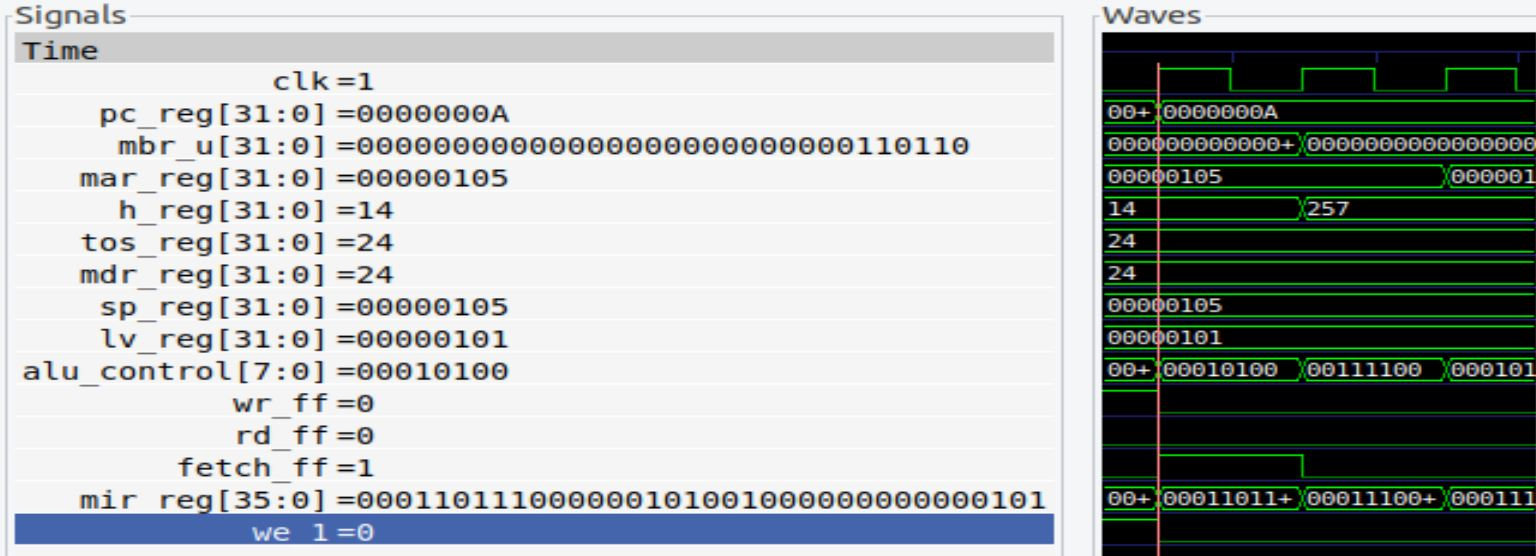 Signals
Time
clk =1
pc_reg[31:0] =0000000A
mbr_u[31:0] =00000000000000000000000000110110
mar_reg[31:0] =00000105
h_reg[31:0] =14
tos_reg[31:0] =24
mdr_reg[31:0] =24
sp_reg[31:0] =00000105
lv_reg[31:0] =00000101
alu_control[7:0] =00010100
wr_ff =0
rd_ff =0
fetch_ff =1
mir_reg[35:0] =000110111000000101001000000000000101
we_1 =0
Waves
00+ 0000000A
000000000000+ 0000000000000000
00000105 000001
14 257
24
24
00000105
00000101
00+ 00010100 00111100 000101
00+ 00011011+ 00011100+ 000111